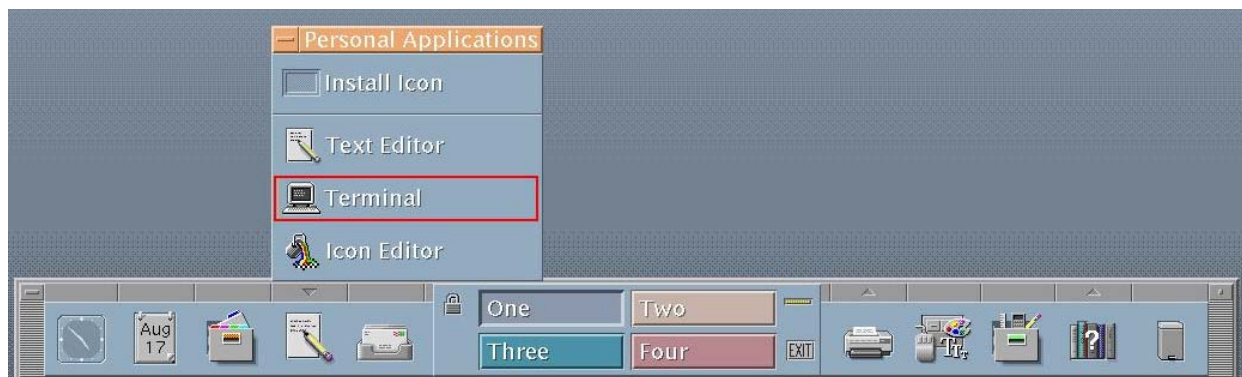 Personal Applications
Install Icon
Text Editor
Terminal
Icon Editor
One
Two
Three
Four
EXIT
Aug
17
?